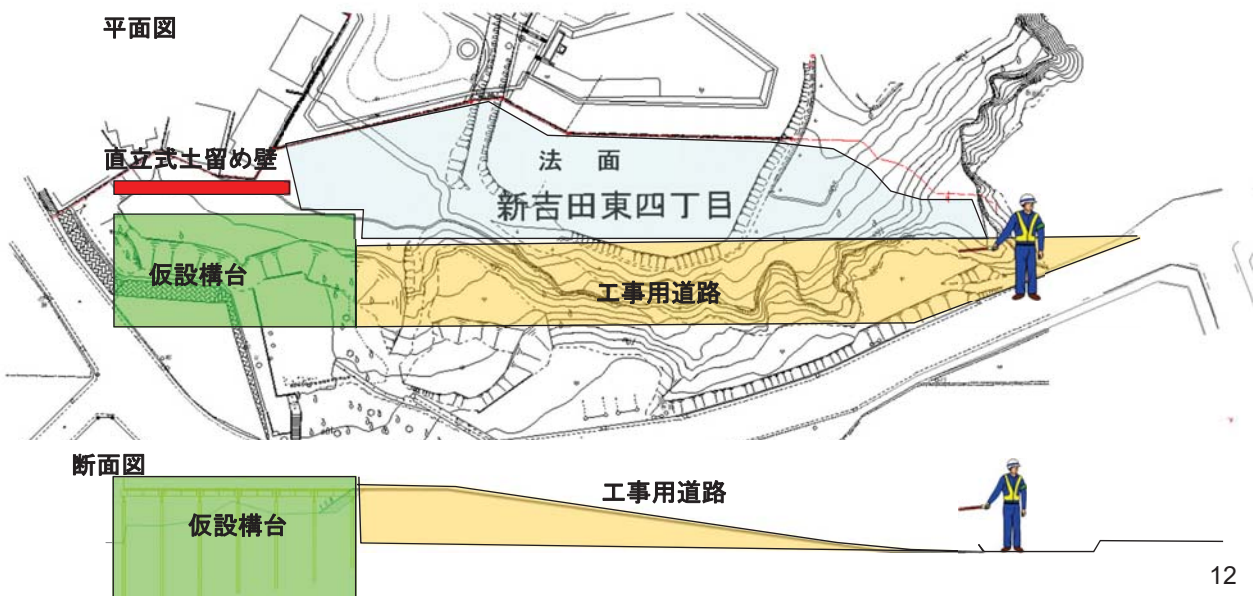 平面図
直立式土留め壁
法 面
新吉田東四丁目
仮設構台
工事用道路
断面図
工事用道路
仮設構台
12